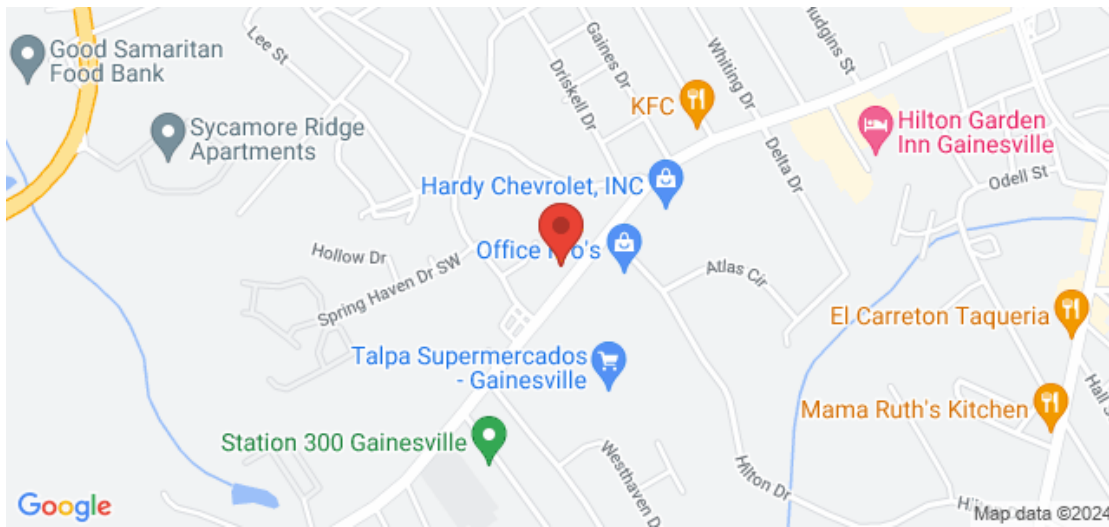 Good Samaritan
Food Bank
Lee St
Sycamore Ridge
Apartments
Gaines Dr
Driskell Dr
Whiting Dr
KFC
Hilton Garden
Inn Gainesville
Delta Dr
Odell St
Hardy Chevrolet, INC
Hollow Dr
Office
Spring Haven Dr SW
Atlas Cir
El Carreton Taqueria
Talpa Supermercados
- Gainesville
Mama Ruth's Kitchen
Station 300 Gainesville
Westhaven D
Hilton Dr
Google
Map data ©2024